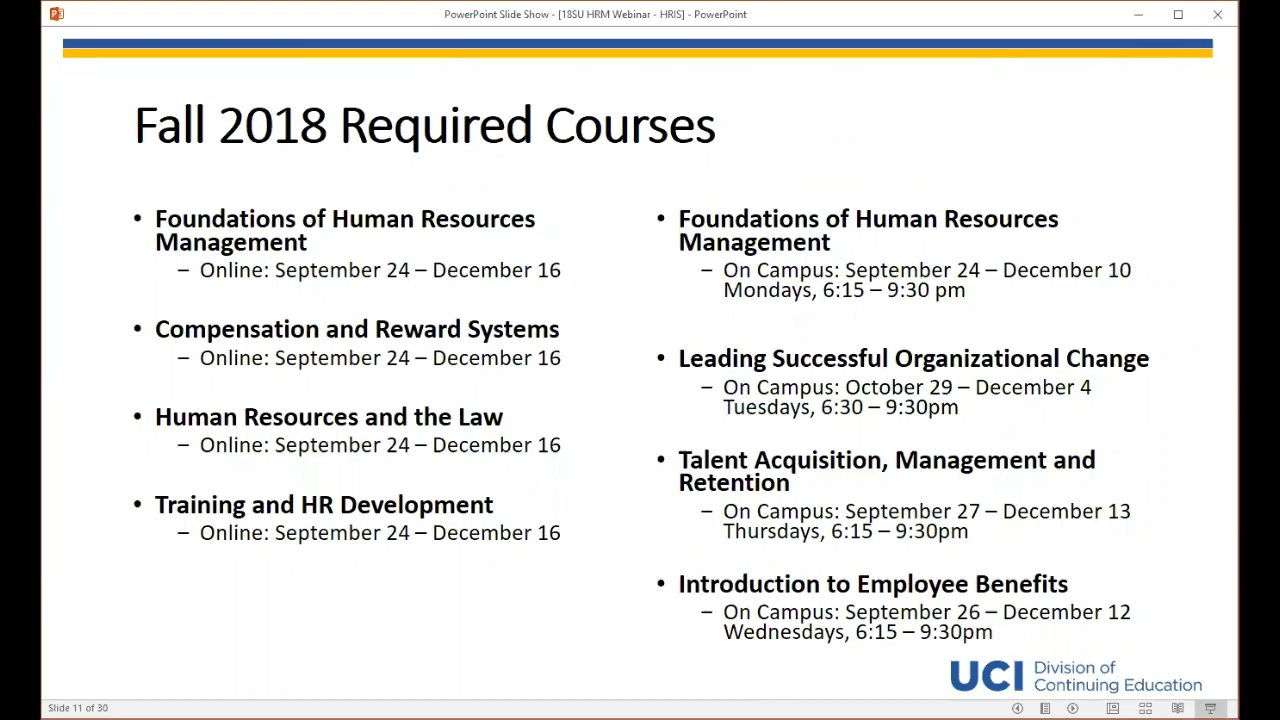 PowerPoint Slide Show - [18SU HRM Webinar - HRIS] - PowerPoint
Fall 2018 Required Courses
• Foundations of Human Resources
Management
– Online: September 24 – December 16
• Compensation and Reward Systems
– Online: September 24 – December 16
• Human Resources and the Law
– Online: September 24 – December 16
• Training and HR Development
– Online: September 24 – December 16
• Foundations of Human Resources
Management
– On Campus: September 24 – December 10
Mondays, 6:15 – 9:30 pm
• Leading Successful Organizational Change
– On Campus: October 29 – December 4
Tuesdays, 6:30 – 9:30pm
• Talent Acquisition, Management and
Retention
– On Campus: September 27 – December 13
Thursdays, 6:15 – 9:30pm
• Introduction to Employee Benefits
– On Campus: September 26 – December 12
Wednesdays, 6:15 – 9:30pm
UCI Division of
Continuing Education
Slide 11 of 30